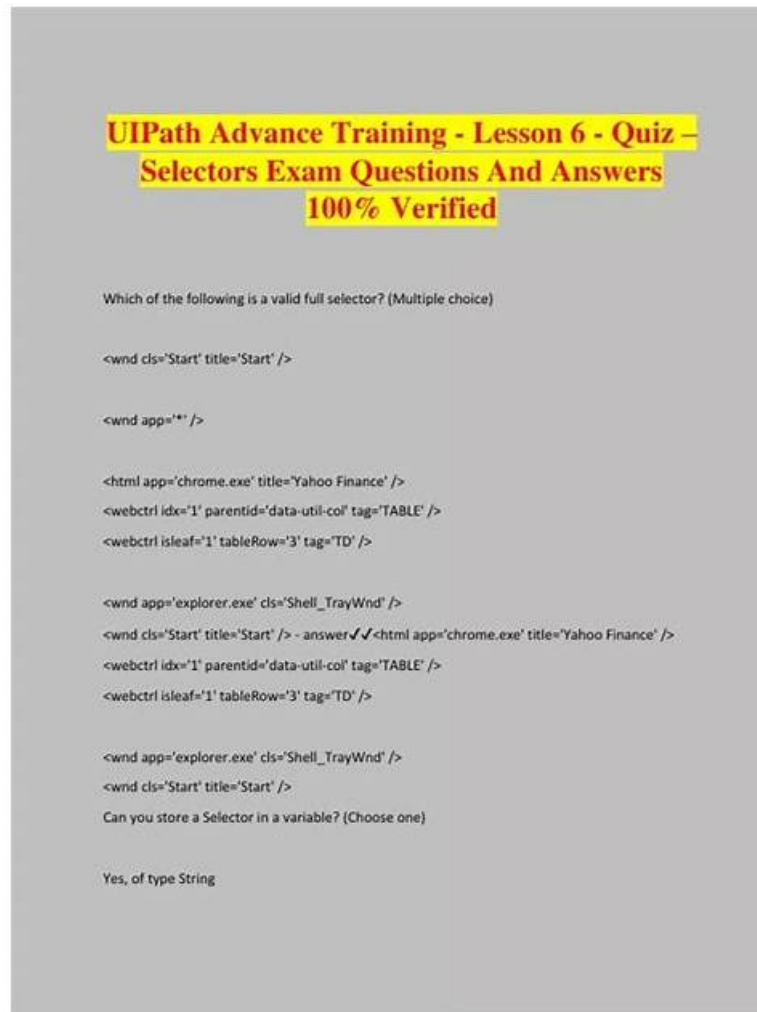 UIPath Advance Training - Lesson 6 - Quiz –
Selectors Exam Questions And Answers
100% Verified
Which of the following is a valid full selector? (Multiple choice)
<wnd cls='Start' title='Start' />
<wnd app='*' />
<html app='chrome.exe' title='Yahoo Finance' />
<webctrl idx='1' parentid='data-util-col' tag='TABLE' />
<webctrl isleaf='1' tableRow='3' tag='TD' />
<wnd app='explorer.exe' cls='Shell_TrayWnd' />
<wnd cls='Start' title='Start' /> - answer✓✓<html app='chrome.exe' title='Yahoo Finance' />
<webctrl idx='1' parentid='data-util-col' tag='TABLE' />
<webctrl isleaf='1' tableRow='3' tag='TD' />
<wnd app='explorer.exe' cls='Shell_TrayWnd' />
<wnd cls='Start' title='Start' />
Can you store a Selector in a variable? (Choose one)
Yes, of type String